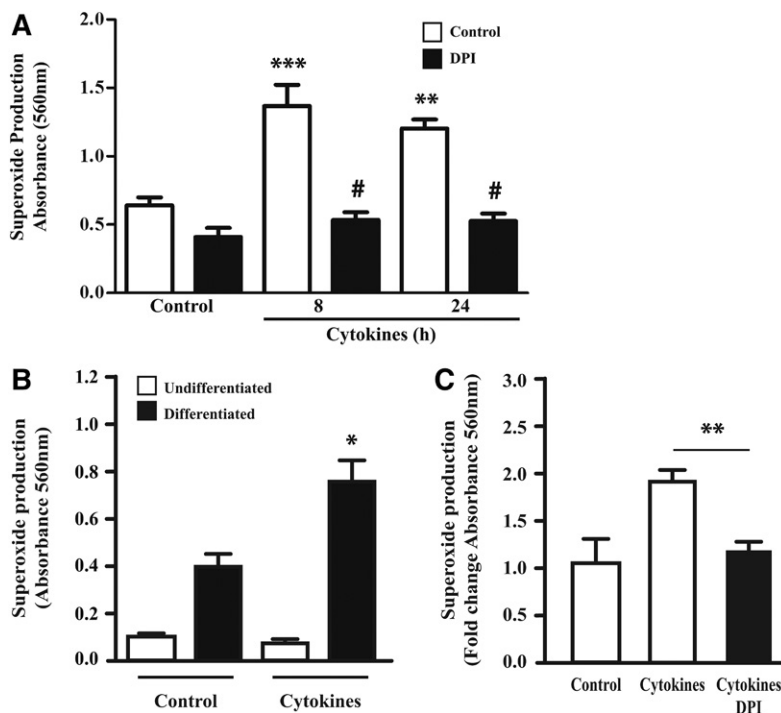 A
Superoxide Production
Absorbance (560nm)
2.0
1.5
1.0
0.5
0.0
Control
DPI
***
**
#
#
Control
8
24
Cytokines (h)
B
Superoxide production
(Absorbance 560nm)
1.2
1.0
0.8
0.6
0.4
0.2
0.0
Undifferentiated
Differentiated
*
Control
Cytokines
C
Superoxide production
(Fold change Absorbance 560nm)
3.0
2.5
2.0
1.5
1.0
0.5
0.0
**
Control
Cytokines
Cytokines
DPI